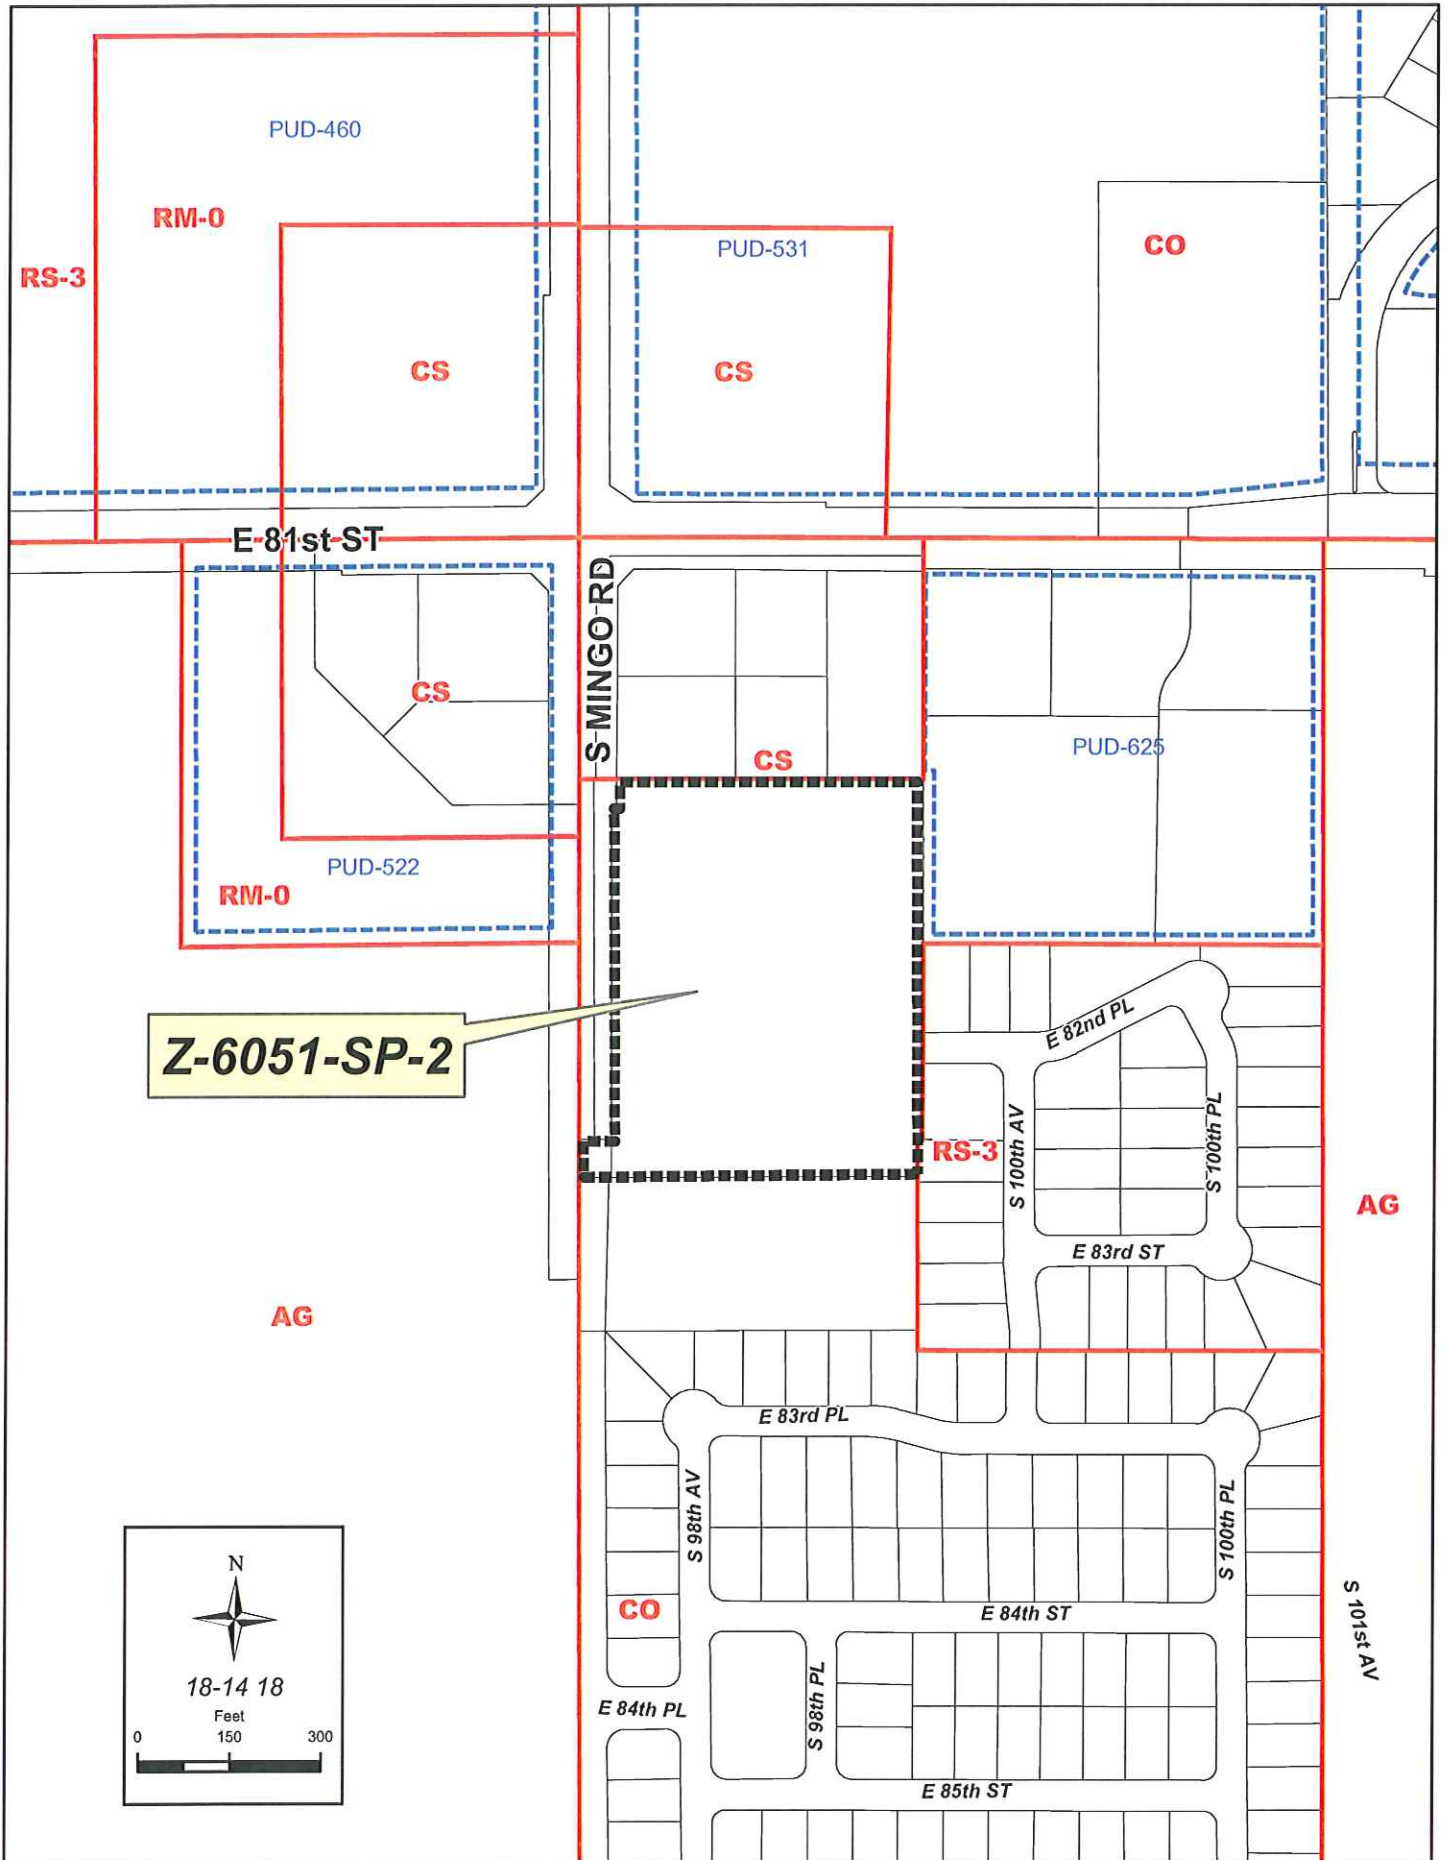 PUD-460
RM-0
RS-3
PUD-531
CO
CS
CS
E 81st ST
S MINGO RD
CS
CS
PUD-625
PUD-522
RM-0
Z-6051-SP-2
E 82nd PL
S 100th AV
S 100th PL
RS-3
AG
E 83rd ST
AG
E 83rd PL
S 98th AV
S 100th PL
CO
E 84th ST
S 101st AV
E 84th PL
S 98th PL
E 85th ST
N
18-14 18
Feet
0 150 300